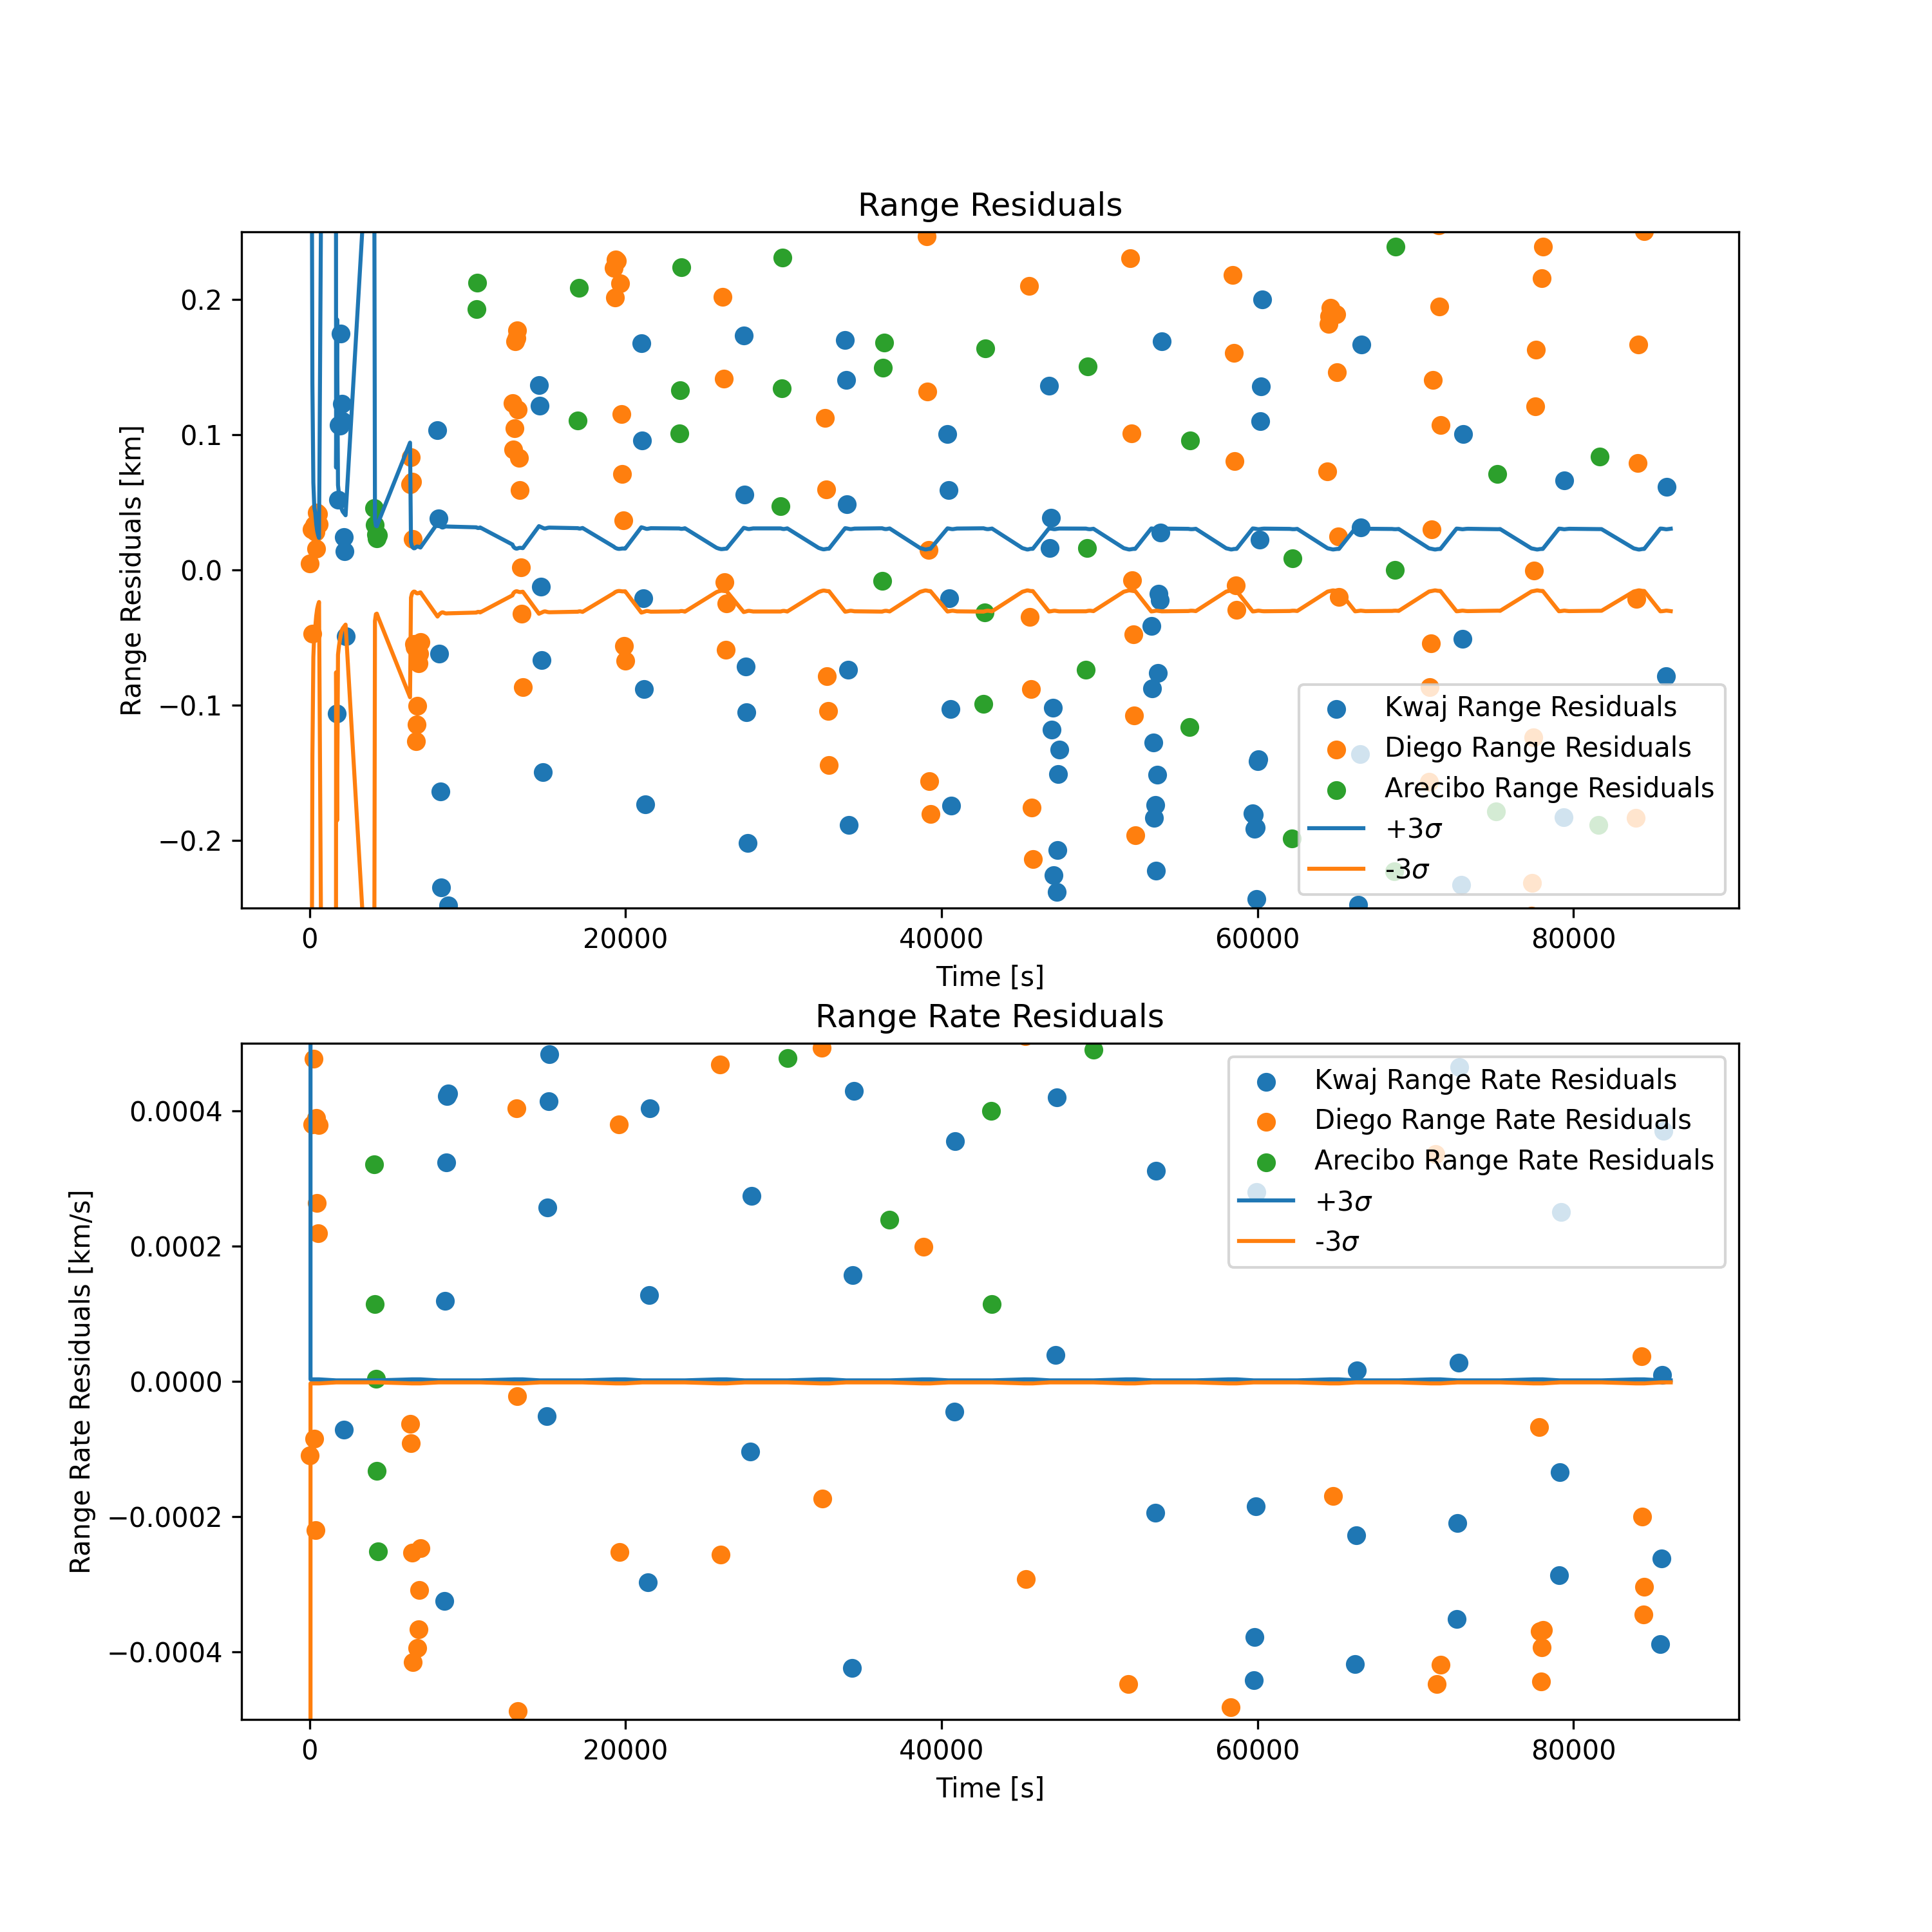 Range Residuals
0.2
0.1
0.0
−0.1
−0.2
Range Residuals [km]
Kwaj Range Residuals
Diego Range Residuals
Arecibo Range Residuals
+3σ
-3σ
0 20000 40000 60000 80000
Time [s]
Range Rate Residuals
0.0004
0.0002
0.0000
−0.0002
−0.0004
Range Rate Residuals [km/s]
Kwaj Range Rate Residuals
Diego Range Rate Residuals
Arecibo Range Rate Residuals
+3σ
-3σ
0 20000 40000 60000 80000
Time [s]